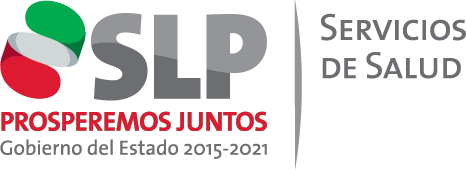 SLP
PROSPEREMOS JUNTOS
Gobierno del Estado 2015-2021
SERVICIOS
DE SALUD